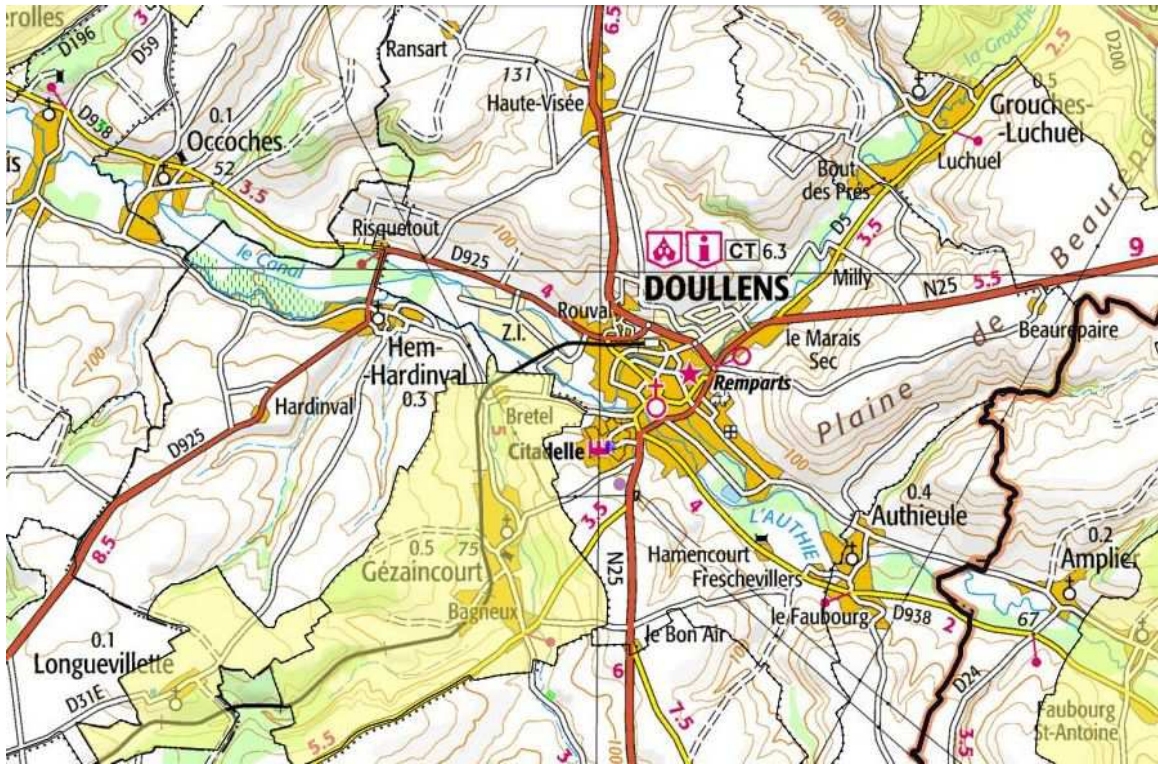 erolles
D196
D59
Ransart
131
6.5
la Grouche
2.5
D200
Haute-Visée
0.5
Grouches-
-Luchuel
D938
3
0.1
Occoches
52
3.5
is
Luchuel
Bout
des Prés
D5
3.5
Risquetout
le Canal
D925
100
4
CT 6.3
DOULLENS
Milly
N25
5.5
9
Rouval
Z.I.
le Marais
Sec
Beaurepaire
Plaine de Beaurepa
Remparts
Hem-
-Hardinval
0.3
100
Hardinval
D925
Bretel
5
Citadelle
100
8.5
3.5
4
L'AUTHIE
0.4
Authieule
0.2
Amplier
0.5
75
Gézaincourt
N25
Hamencourt
Freschevillers
Bagneux
le Faubourg
D938
2
67
le Bon Air
0.1
Longuevillette
D31E
6
7.5
D24
3.5
Faubourg
St-Antoine
5.5
3
100